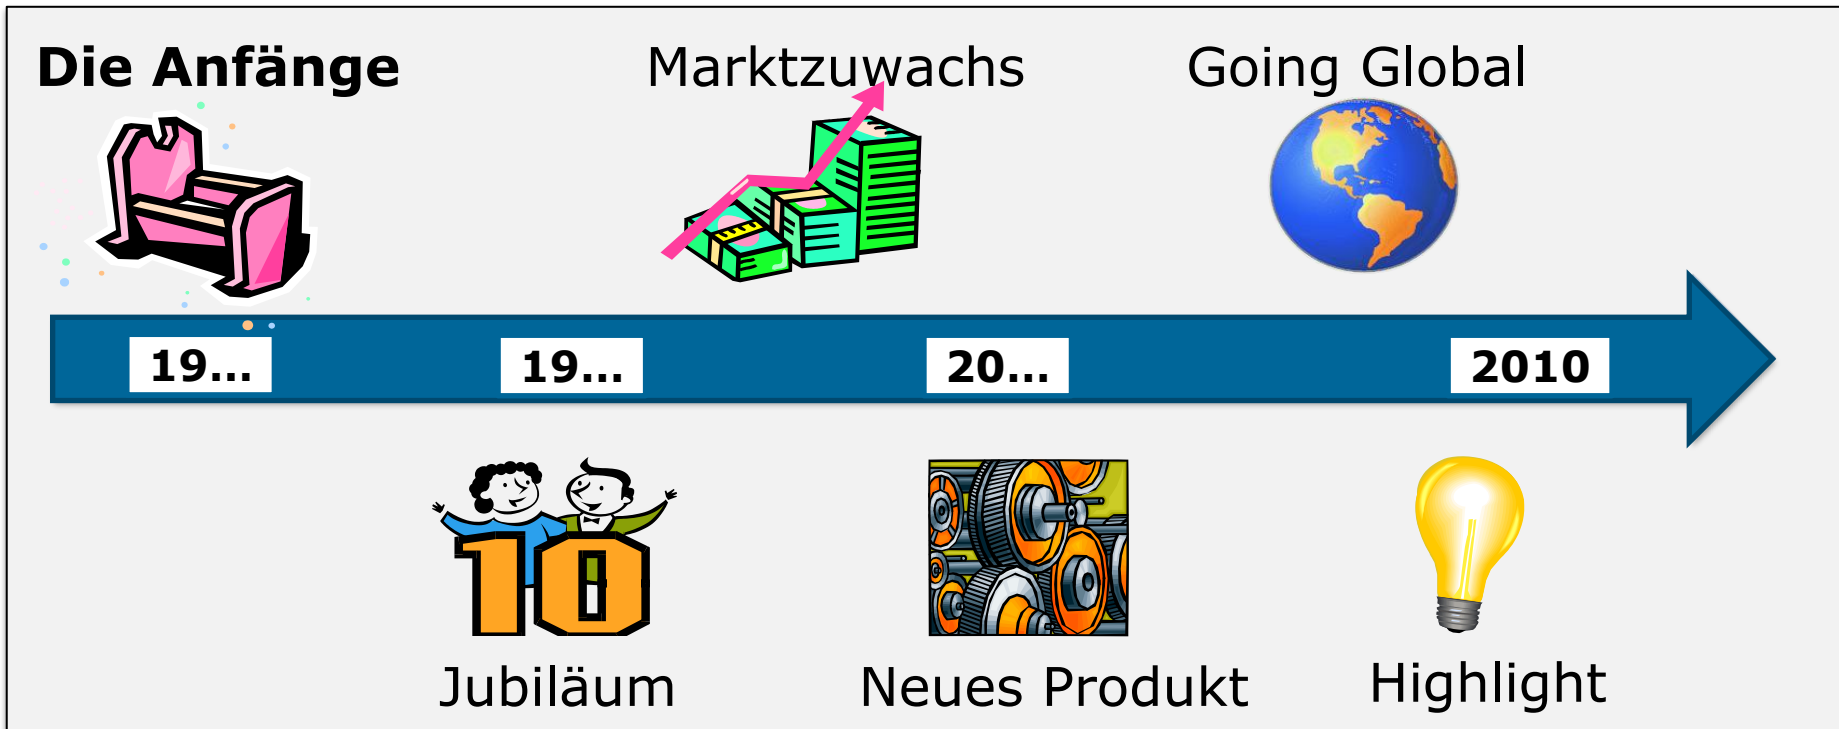 Die Anfänge
Marktzuwachs
Going Global
19...
19...
20...
2010
10
Jubiläum
Neues Produkt
Highlight